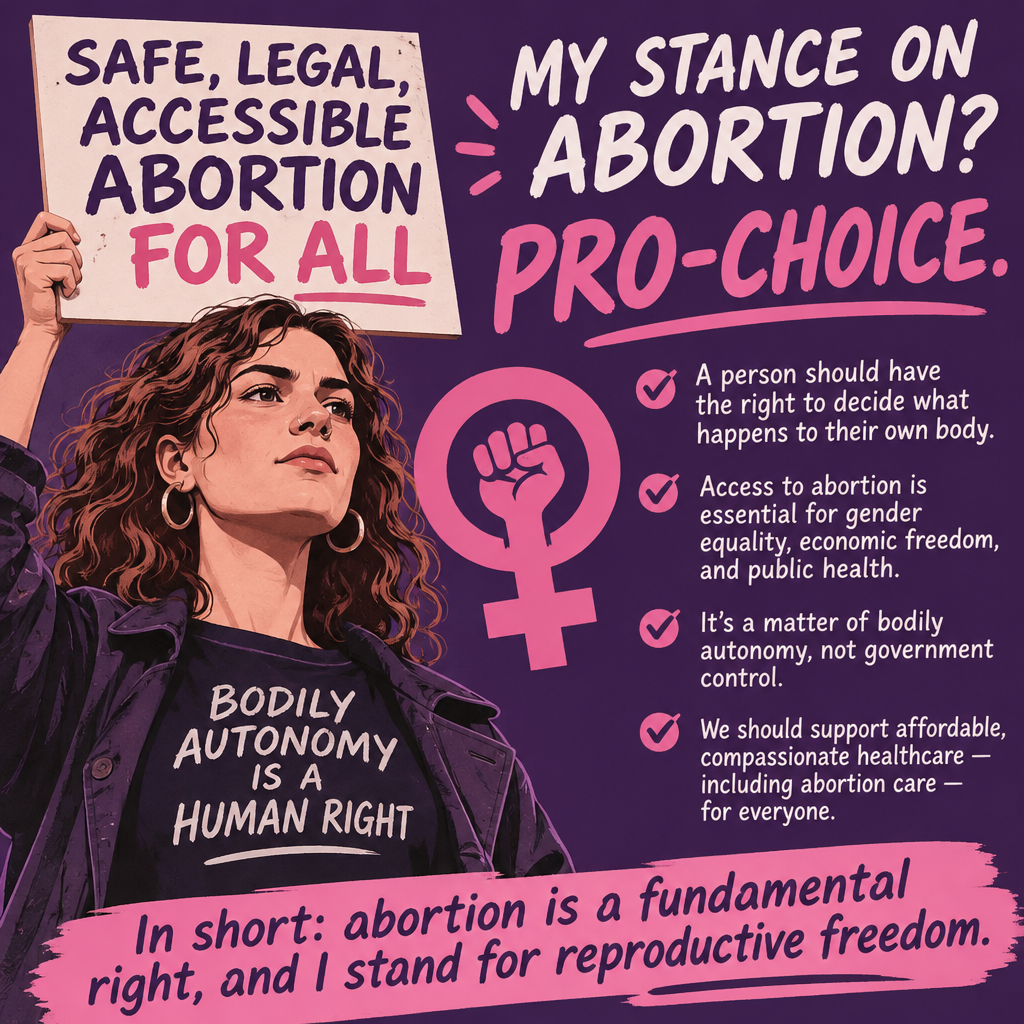 SAFE, LEGAL,
ACCESSIBLE
ABORTION
FOR ALL
MY STANCE ON
ABORTION?
PRO-CHOICE.
A person should have
the right to decide what
happens to their own body.
Access to abortion is
essential for gender
equality, economic freedom,
and public health.
It's a matter of bodily
autonomy, not government
control.
We should support affordable,
compassionate healthcare —
including abortion care —
for everyone.
BODILY
AUTONOMY
IS A
HUMAN RIGHT
In short: abortion is a fundamental
right, and I stand for reproductive freedom.